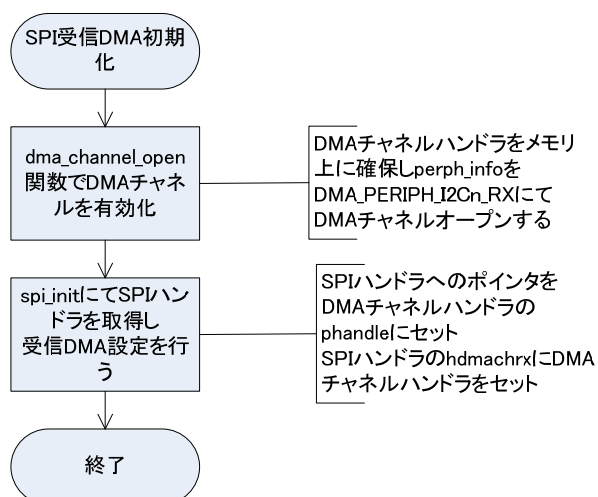 SPI受信DMA初期
化
dma_channel_open
関数でDMAチャネ
ルを有効化
DMAチャネルハンドラをメモリ
上に確保しperph_infoを
DMA_PERIPH_I2Cn_RXにて
DMAチャネルオープンする
spi_initにてSPIハン
ドラを取得し
受信DMA設定を行
う
SPIハンドラへのポインタを
DMAチャネルハンドラの
phandleにセット
SPIハンドラのhdmachrxにDMA
チャネルハンドラをセット
終了